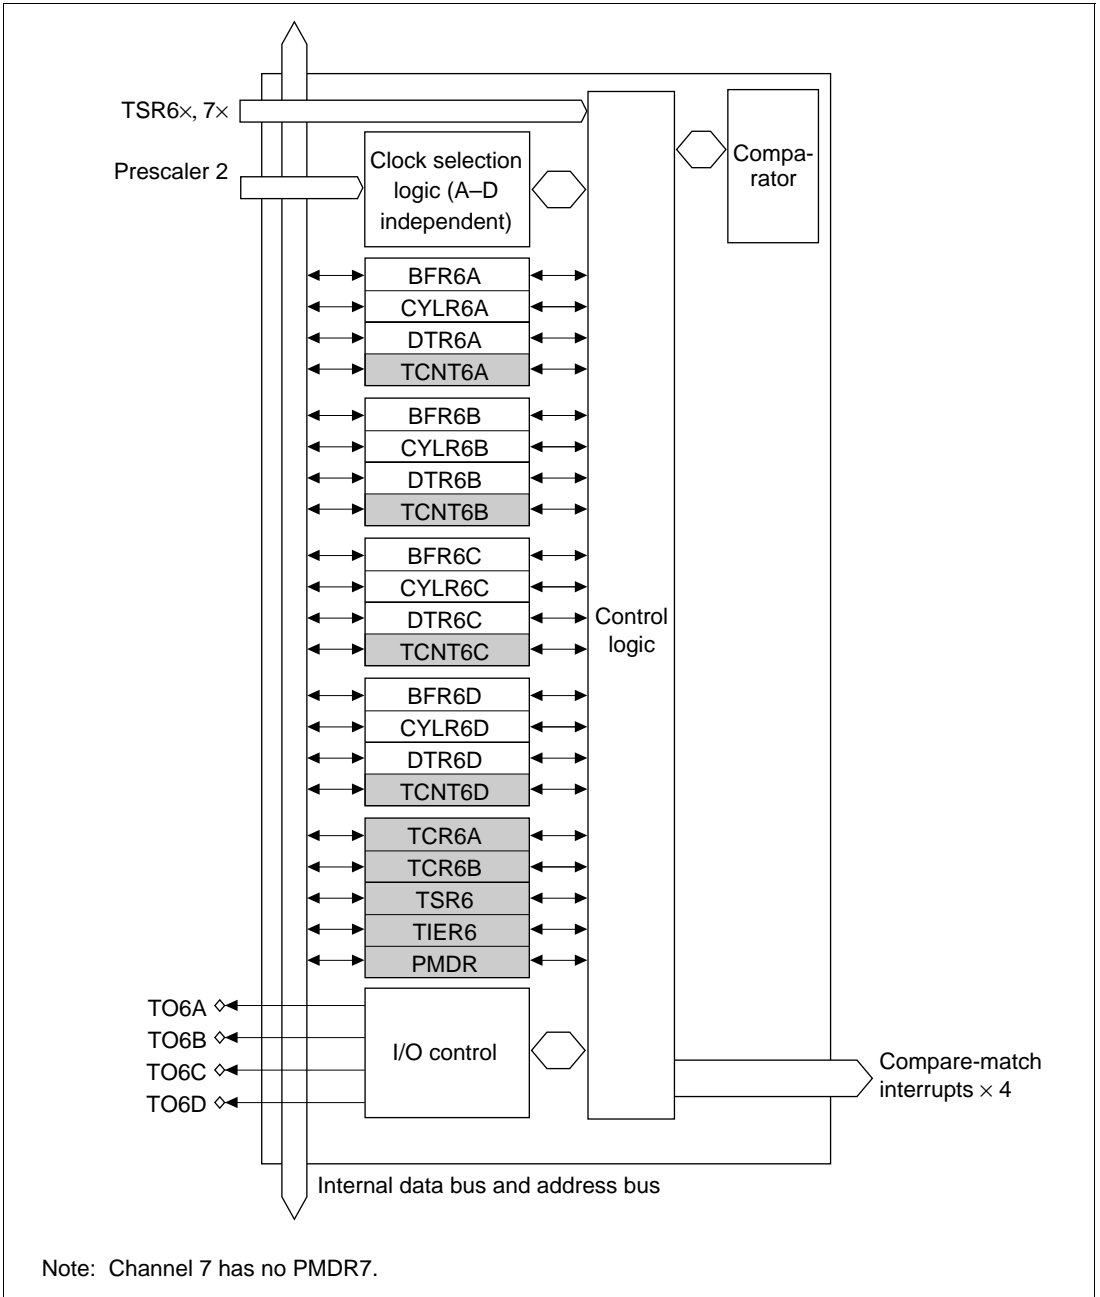 TSR6×, 7×
Prescaler 2
Clock selection
logic (A–D
independent)
Compa-
rator
BFR6A
CYLR6A
DTR6A
TCNT6A
BFR6B
CYLR6B
DTR6B
TCNT6B
BFR6C
CYLR6C
DTR6C
TCNT6C
Control
logic
BFR6D
CYLR6D
DTR6D
TCNT6D
TCR6A
TCR6B
TSR6
TIER6
PMDR
TO6A
TO6B
TO6C
TO6D
I/O control
Compare-match
interrupts × 4
Internal data bus and address bus
Note: Channel 7 has no PMDR7.